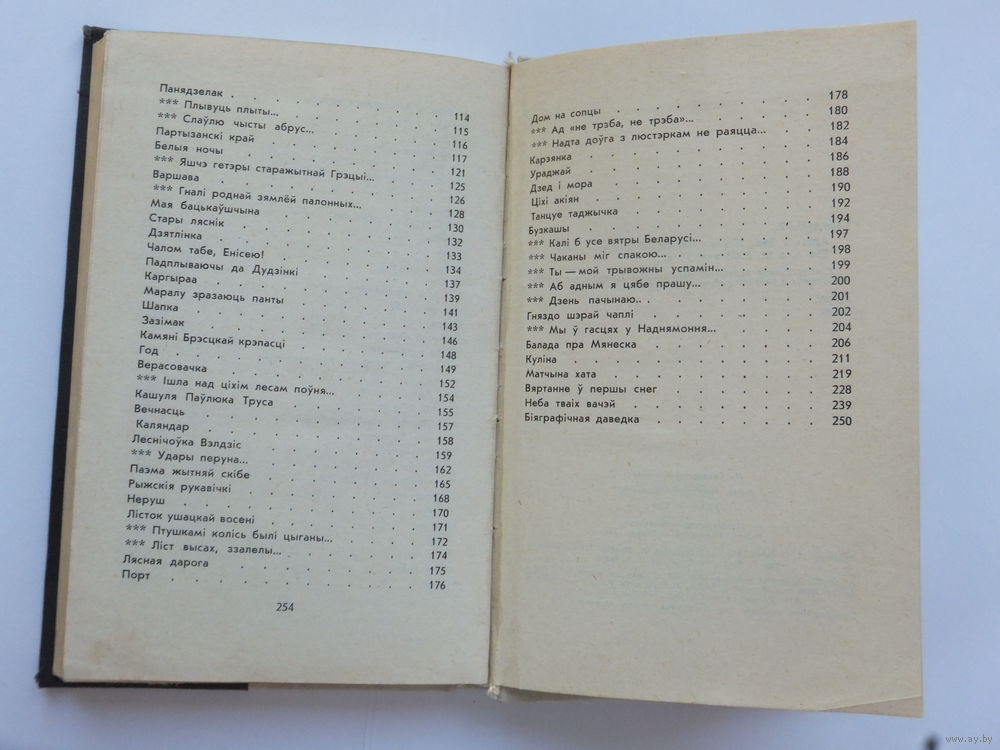 Панядзелак . . . 114
*** Плывуць плыты... . . . 115
*** Слаўлю чысты абрус... . . . 116
Партызанскі край . . . 117
Белыя ночы . . . 121
*** Яшчэ гетэры старажытнай Грэцыі... . . . 125
Варшава . . . 126
*** Гналі роднай зямлёй палонных... . . . 128
Мая бацькаўшчына . . . 130
Стары ляснік . . . 132
Дзятлінка . . . 133
Чалом табе, Енісею! . . . 134
Падплываючы да Дудзінкі . . . 137
Каргыраа . . . 139
Маралу зразаюць панты . . . 141
Шапка . . . 143
Зазімак . . . 146
Камяні Брэсцкай крэпасці . . . 148
Год . . . 149
Верасовачка . . . 152
*** Ішла над ціхім лесам поўня... . . . 154
Кашуля Паўлюка Труса . . . 155
Вечнасць . . . 157
Каляндар . . . 158
Леснічоўка Вэлдзіс . . . 159
*** Удары перуна... . . . 162
Паэма жытняй скібе . . . 165
Рыжскія рукавічкі . . . 168
Неруш . . . 170
Лісток ушацкай восені . . . 171
*** Птушкамі колісь былі цыганы... . . . 172
*** Ліст высах, ззалелы... . . . 174
Лясная дарога . . . 175
Порт . . . 176
254
Дом на сопцы . . . 178
*** Ад «не трэба, не трэба»... . . . 180
*** Надта доўга з люстэркам не раяцца... . . . 182
Карэянка . . . 184
Ураджай . . . 186
Дзед і мора . . . 188
Ціхі акіян . . . 190
Танцуе таджычка . . . 192
Бузкашы . . . 194
*** Калі б усе вятры Беларусі... . . . 197
*** Чаканы міг спакою... . . . 198
*** Ты — мой трывожны успамін... . . . 199
*** Аб адным я цябе прашу... . . . 200
*** Дзень пачынаю... . . . 201
Гняздо шэрай чаплі . . . 202
*** Мы ў гасцях у Наднямоння... . . . 204
Балада пра Мянеска . . . 206
Куліна . . . 211
Матчына хата . . . 219
Вяртанне ў першы снег . . . 228
Неба тваіх вачэй . . . 239
Біяграфічная даведка . . . 250
www.ay.by